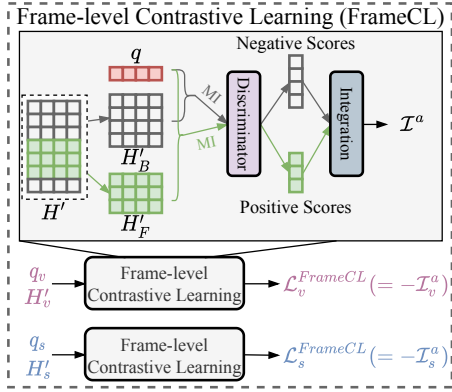 Frame-level Contrastive Learning (FrameCL)
q
Negative Scores
MI
Discriminator
Integration
H'_B
MI
I^a
H'
H'_F
Positive Scores
q_v
H'_v
Frame-level
Contrastive Learning
L_v^{FrameCL}(= −I_v^a)
q_s
H'_s
Frame-level
Contrastive Learning
L_s^{FrameCL}(= −I_s^a)